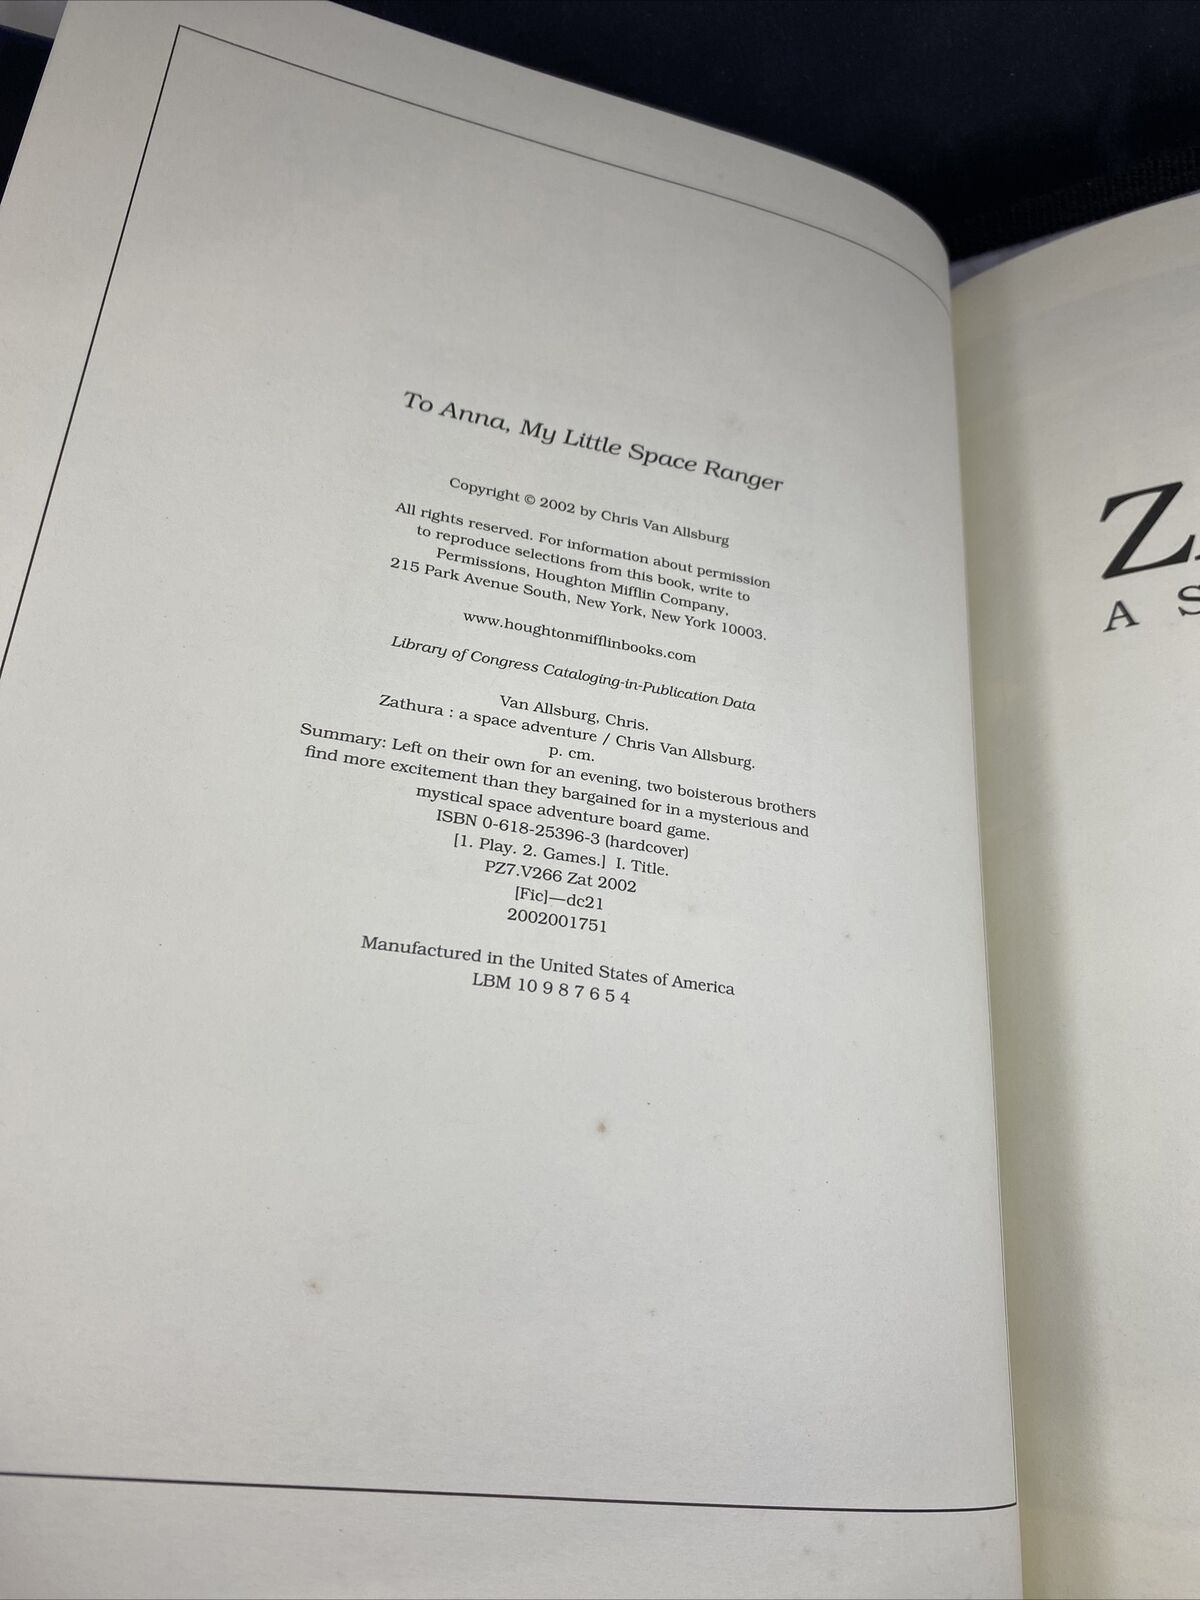 To Anna, My Little Space Ranger
Copyright © 2002 by Chris Van Allsburg
All rights reserved. For information about permission
to reproduce selections from this book, write to
Permissions, Houghton Mifflin Company,
215 Park Avenue South, New York, New York 10003.
www.houghtonmifflinbooks.com
Library of Congress Cataloging-in-Publication Data
Van Allsburg, Chris.
Zathura : a space adventure / Chris Van Allsburg.
p. cm.
Summary: Left on their own for an evening, two boisterous brothers
find more excitement than they bargained for in a mysterious and
mystical space adventure board game.
ISBN 0-618-25396-3 (hardcover)
[1. Play. 2. Games.] I. Title.
PZ7.V266 Zat 2002
[Fic]—dc21
2002001751
Manufactured in the United States of America
LBM 10 9 8 7 6 5 4
Z
A S